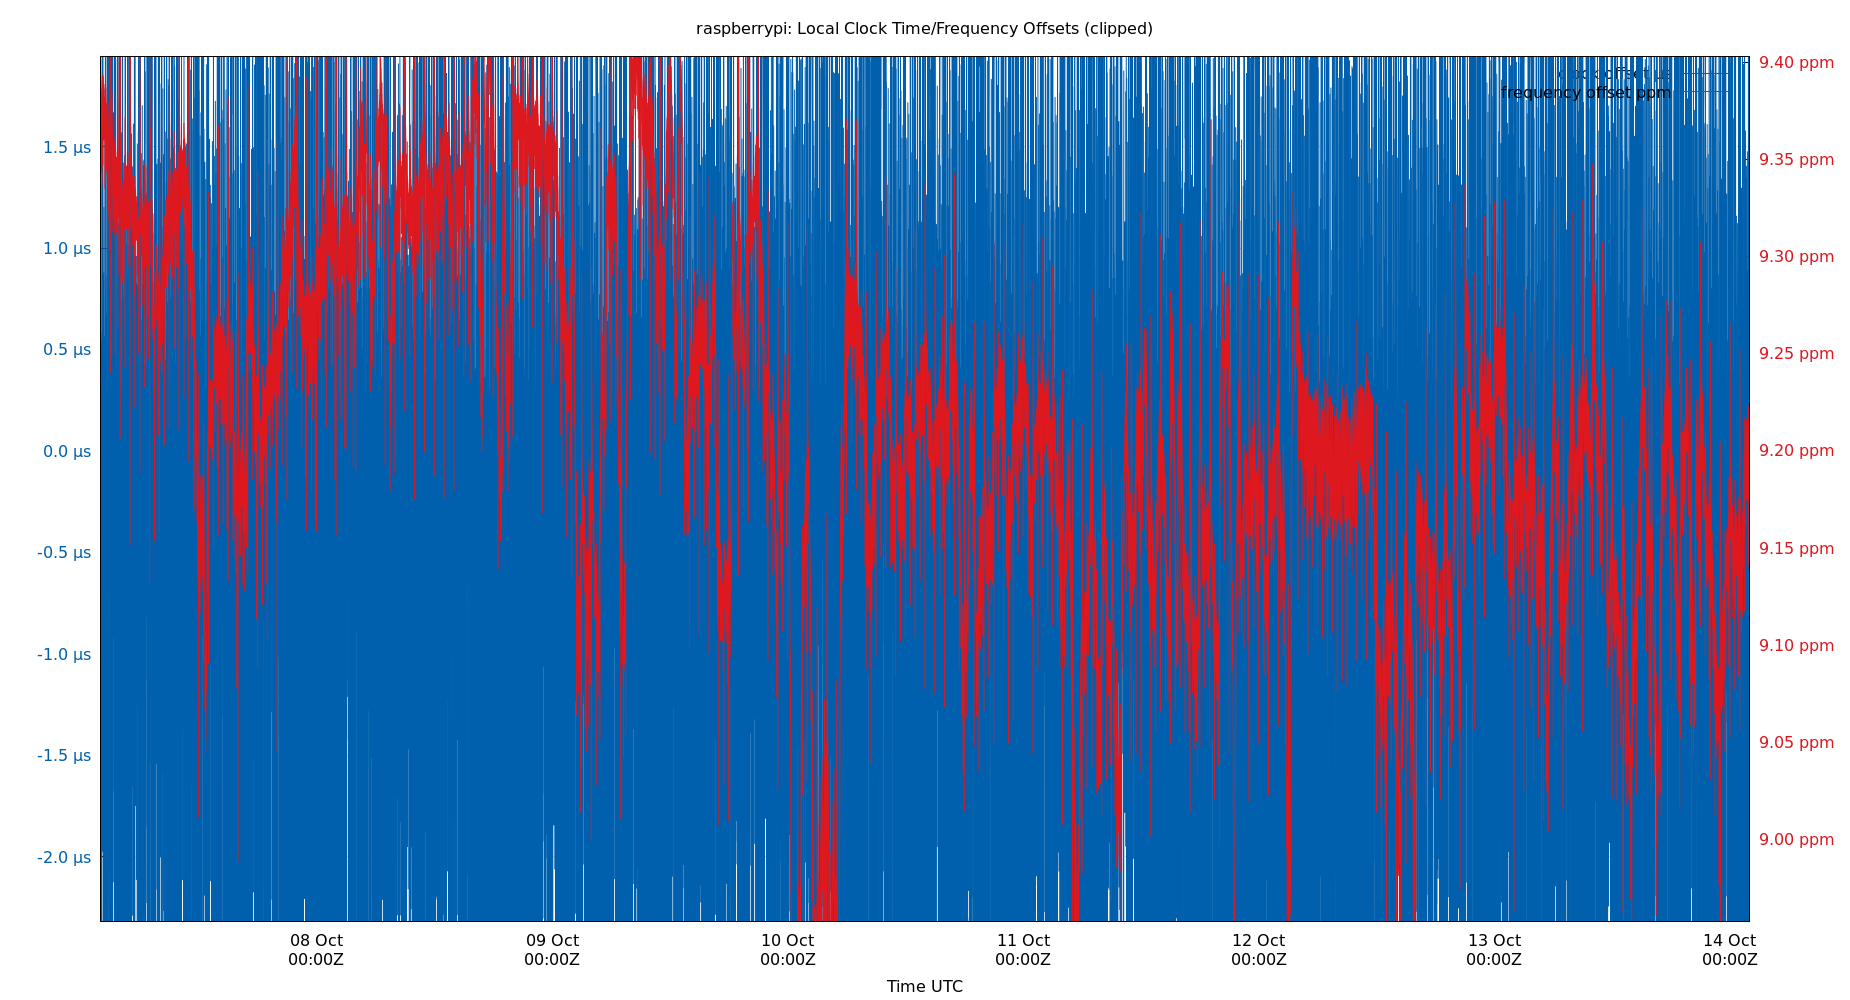 raspberrypi: Local Clock Time/Frequency Offsets (clipped)
clock offset µs
frequency offset ppm
1.5 µs
1.0 µs
0.5 µs
0.0 µs
-0.5 µs
-1.0 µs
-1.5 µs
-2.0 µs
9.40 ppm
9.35 ppm
9.30 ppm
9.25 ppm
9.20 ppm
9.15 ppm
9.10 ppm
9.05 ppm
9.00 ppm
08 Oct 09 Oct 10 Oct 11 Oct 12 Oct 13 Oct 14 Oct
00:00Z 00:00Z 00:00Z 00:00Z 00:00Z 00:00Z 00:00Z
Time UTC